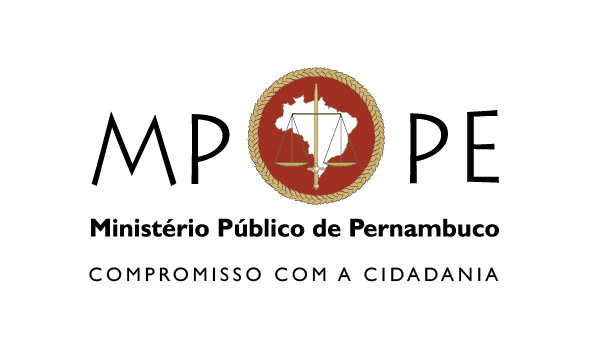 MP PE
Ministério Público de Pernambuco
COMPROMISSO COM A CIDADANIA